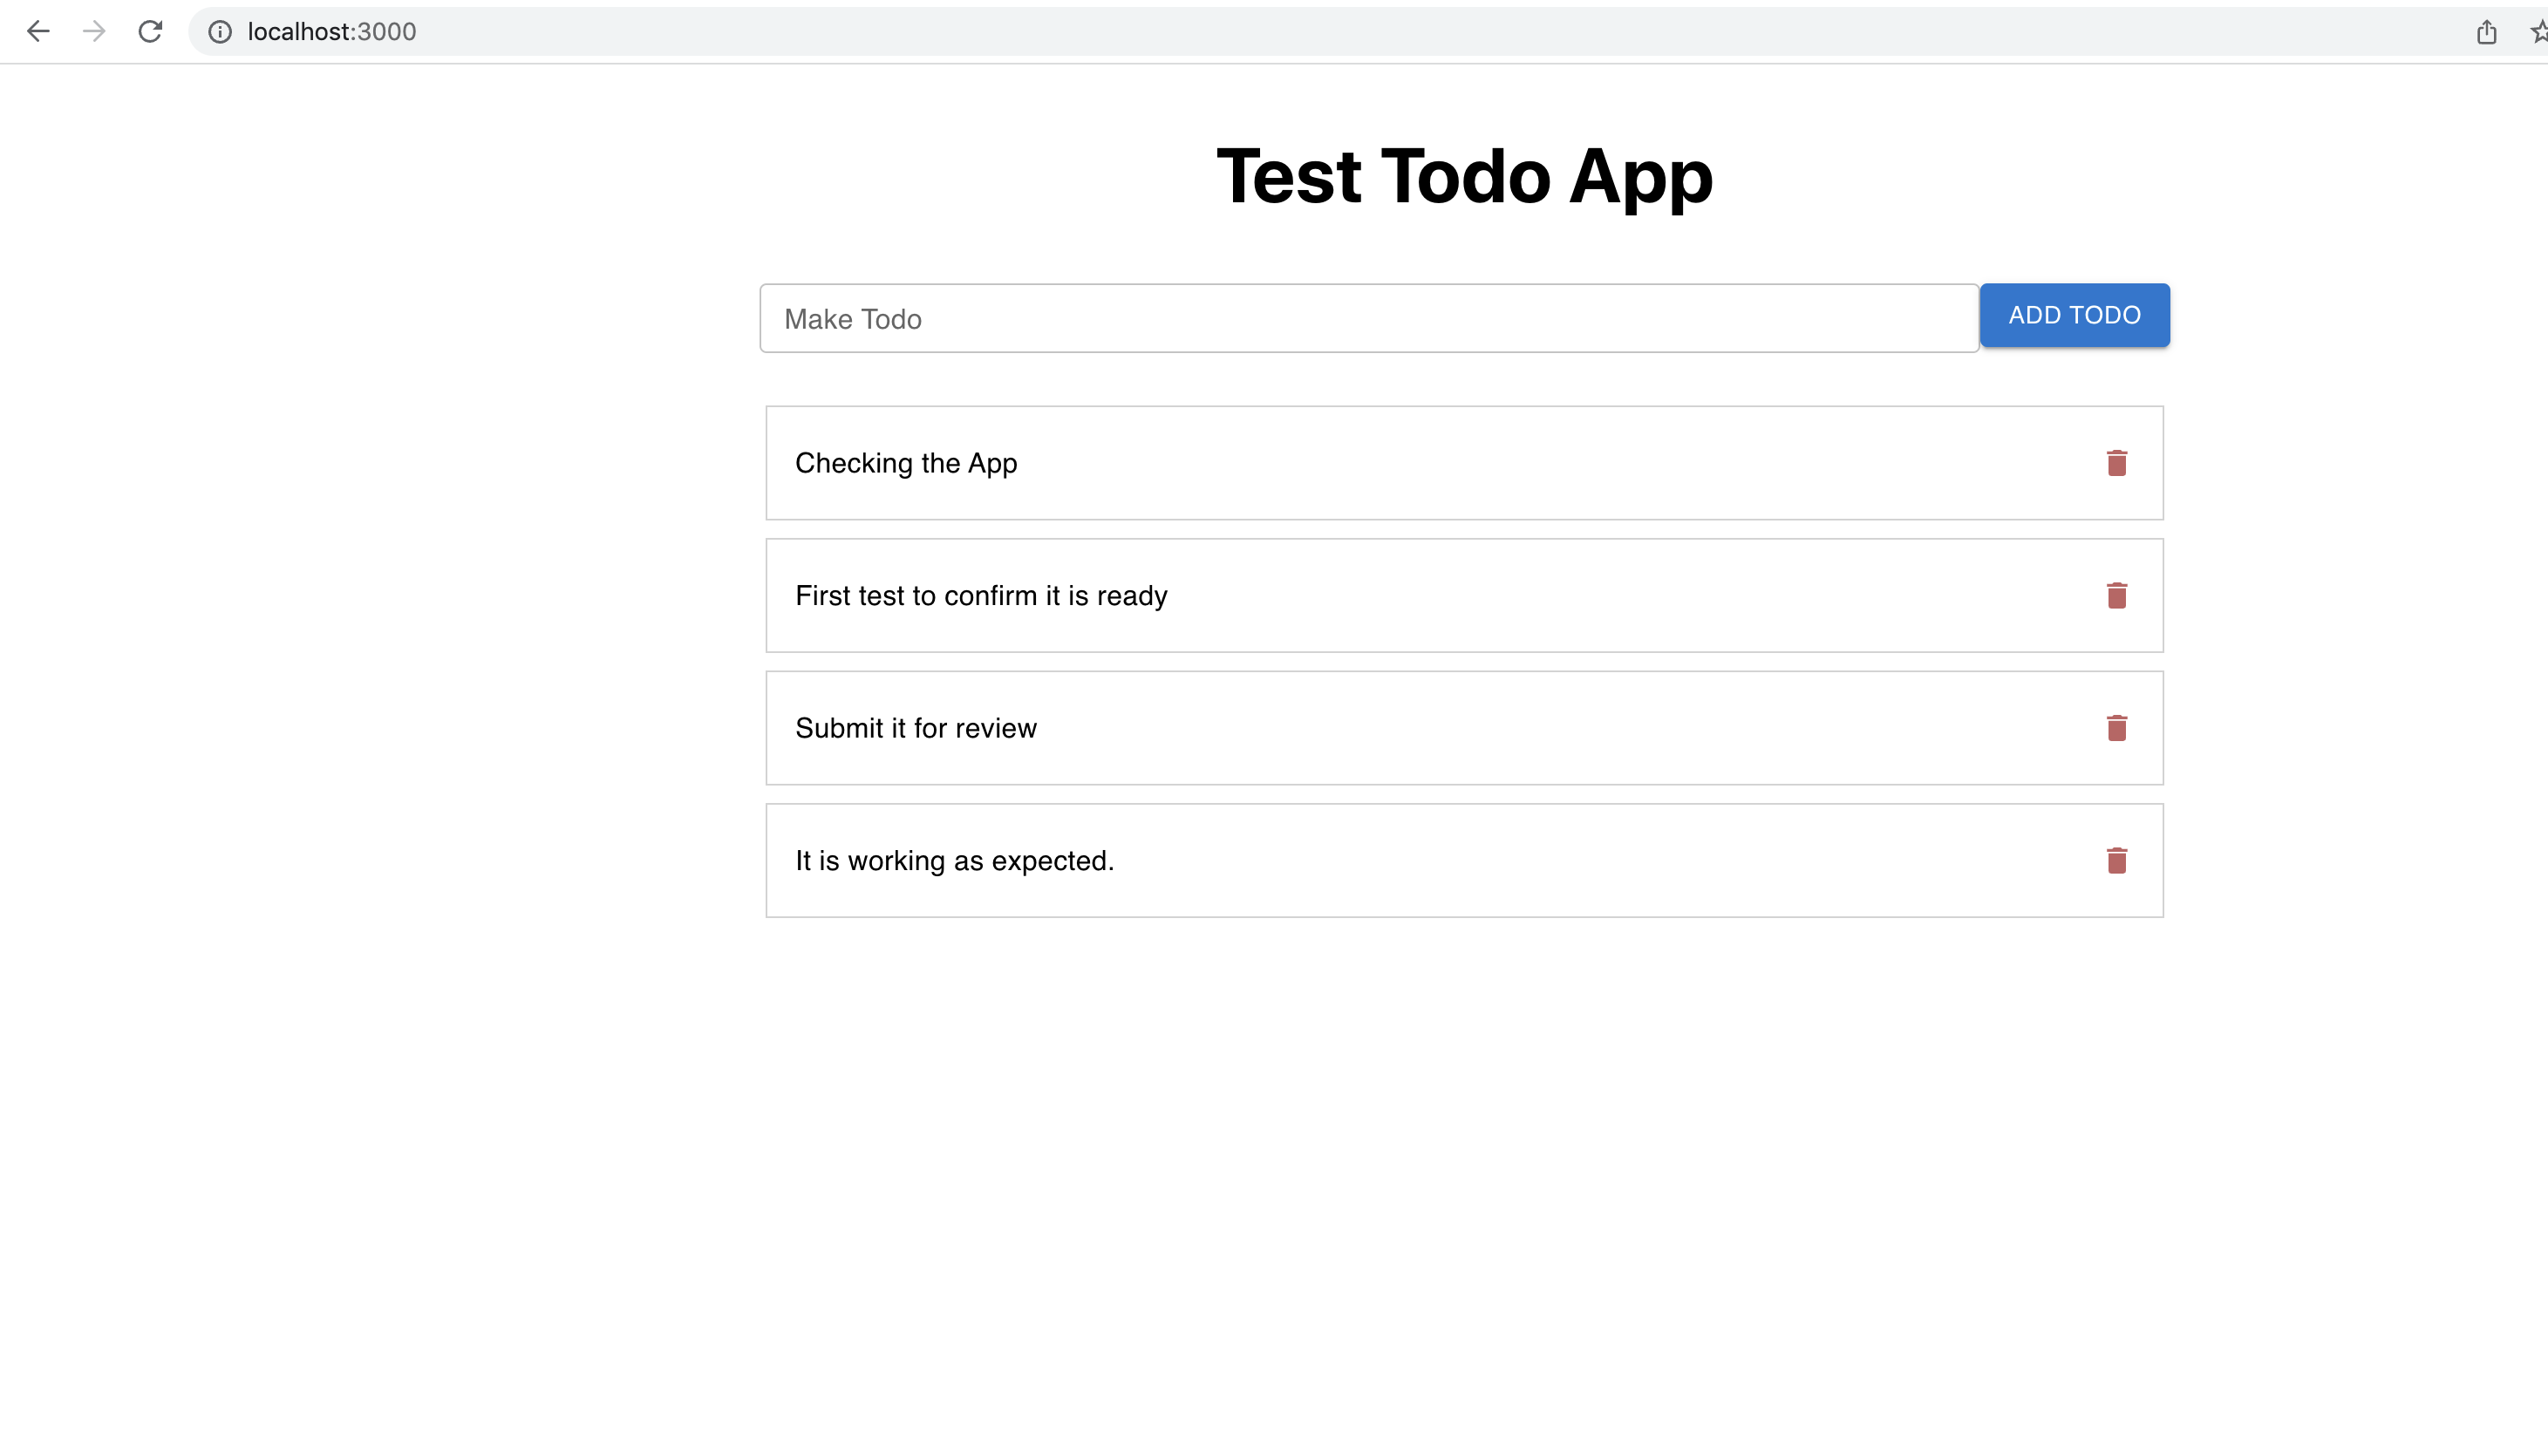 localhost:3000
Test Todo App
Make Todo
ADD TODO
Checking the App
First test to confirm it is ready
Submit it for review
It is working as expected.